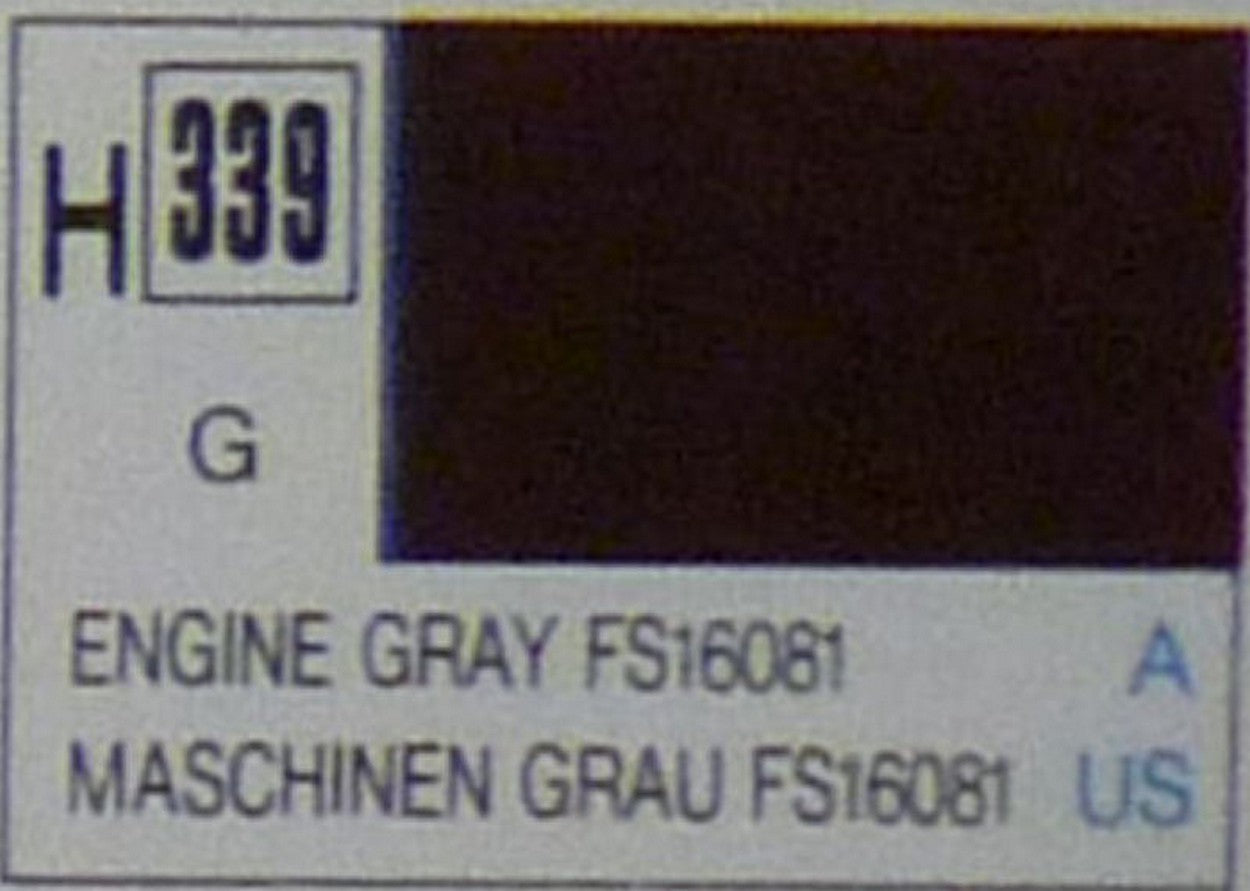 H 339
G
ENGINE GRAY FS16081 A
MASCHINEN GRAU FS16081 US